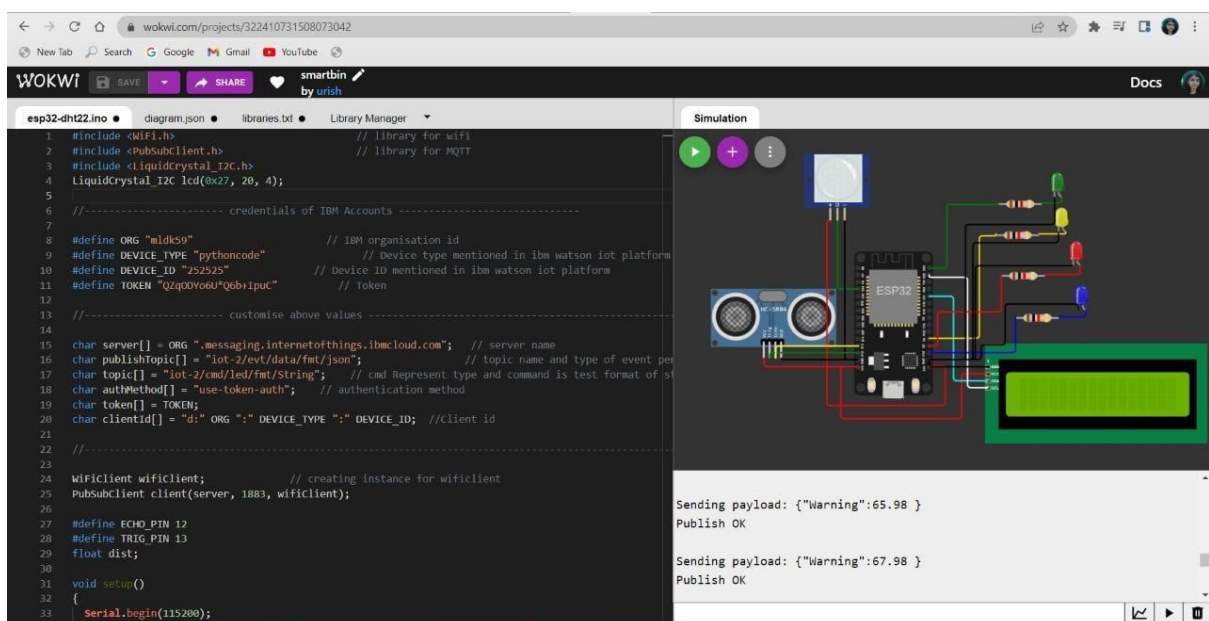 wokwi.com/projects/322410731508073042
New Tab Search Google Gmail YouTube
WOKWI SAVE SHARE smartbin Docs
by urish
esp32-dht22.ino diagram.json libraries.txt Library Manager Simulation
1 #include <WiFi.h> // library for wifi
2 #include <PubSubClient.h> // library for MQTT
3 #include <LiquidCrystal_I2C.h>
4 LiquidCrystal_I2C lcd(0x27, 20, 4);
5
6 //----------------------- credentials of IBM Accounts ------------------------------
7
8 #define ORG "mldk59" // IBM organisation id
9 #define DEVICE_TYPE "pythoncode" // Device type mentioned in ibm watson iot platform
10 #define DEVICE_ID "252525" // Device ID mentioned in ibm watson iot platform
11 #define TOKEN "QZqODYo6U*Q6b+IpuC" // Token
12
13 //------------------------ customise above values ------------------------
14
15 char server[] = ORG ".messaging.internetofthings.ibmcloud.com"; // server name
16 char publishTopic[] = "iot-2/evt/data/fmt/json"; // topic name and type of event
17 char topic[] = "iot-2/cmd/led/fmt/String"; // cmd Represent type and command is test format of
18 char authMethod[] = "use-token-auth"; // authentication method
19 char token[] = TOKEN;
20 char clientId[] = "d:" ORG ":" DEVICE_TYPE ":" DEVICE_ID; //Client id
21
22 //------------------------------------------------------------
23
24 WiFiClient wifiClient; // creating instance for wificlient
25 PubSubClient client(server, 1883, wifiClient);
26
27 #define ECHO_PIN 12
28 #define TRIG_PIN 13
29 float dist;
30
31 void setup()
32 {
33 Serial.begin(115200);
ESP32
HC-SR04
Sending payload: {"Warning":65.98 }
Publish OK
Sending payload: {"Warning":67.98 }
Publish OK